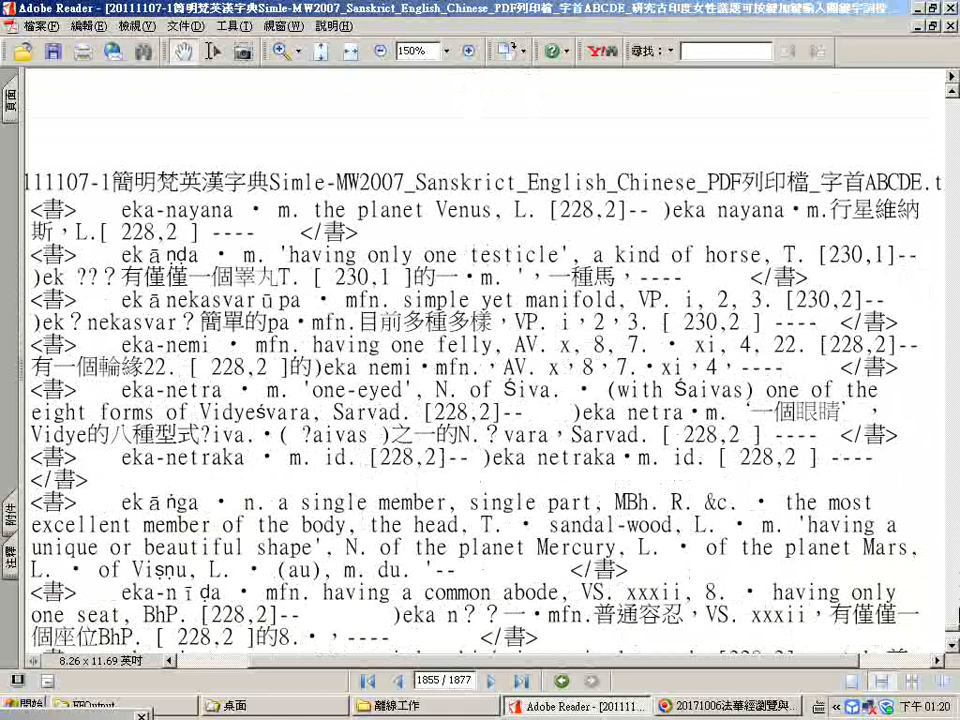 Adobe Reader - [20111107-1簡明梵英漢字典Simle-MW2007_Sanskrict_English_Chinese_PDF列印檔_字首ABCDE_研究古印度女性議題可按鍵加鍵輸入關鍵字詞搜
檔案(F) 編輯(E) 檢視(V) 文件(D) 工具(T) 視窗(W) 說明(H)
150% Y! 尋找：
頁面
111107-1簡明梵英漢字典Simle-MW2007_Sanskrict_English_Chinese_PDF列印檔_字首ABCDE.t
<書> eka-nayana • m. the planet Venus, L. [228,2]-- )eka nayana•m.行星維納
斯，L.[ 228,2 ] ---- </書>
<書> ekāṇḍa • m. 'having only one testicle', a kind of horse, T. [230,1]--
)ek ???有僅僅一個睪丸T. [ 230,1 ]的一•m. '，一種馬，---- </書>
<書> ekānekasvarūpa • mfn. simple yet manifold, VP. i, 2, 3. [230,2]--
)ek？nekasvar？簡單的pa•mfn.目前多種多樣，VP. i，2，3. [ 230,2 ] ---- </書>
<書> eka-nemi • mfn. having one felly, AV. x, 8, 7. • xi, 4, 22. [228,2]--
有一個輪緣22. [ 228,2 ]的)eka nemi•mfn.，AV. x，8，7.•xi，4，---- </書>
<書> eka-netra • m. 'one-eyed', N. of Śiva. • (with Śaivas) one of the
eight forms of Vidyeśvara, Sarvad. [228,2]-- )eka netra•m. ‘一個眼睛’，
Vidye的八種型式?iva.•( ?aivas )之一的N.？vara，Sarvad. [ 228,2 ] ---- </書>
<書> eka-netraka • m. id. [228,2]-- )eka netraka•m. id. [ 228,2 ] ----
</書>
<書> ekāṅga • n. a single member, single part, MBh. R. &c. • the most
excellent member of the body, the head, T. • sandal-wood, L. • m. 'having a
unique or beautiful shape', N. of the planet Mercury, L. • of the planet Mars,
L. • of Viṣṇu, L. • (au), m. du. '-- </書>
<書> eka-nīḍa • mfn. having a common abode, VS. xxxii, 8. • having only
one seat, BhP. [228,2]-- )eka n？？一•mfn.普通容忍，VS. xxxii，有僅僅一
個座位BhP. [ 228,2 ]的8.•，---- </書>
附件
註釋
8.26 x 11.69 英吋
1855 / 1877
開始 FFOutput 桌面 離線工作 Adobe Reader - [201111... 20171006法華經瀏覽與... 下午 01:20